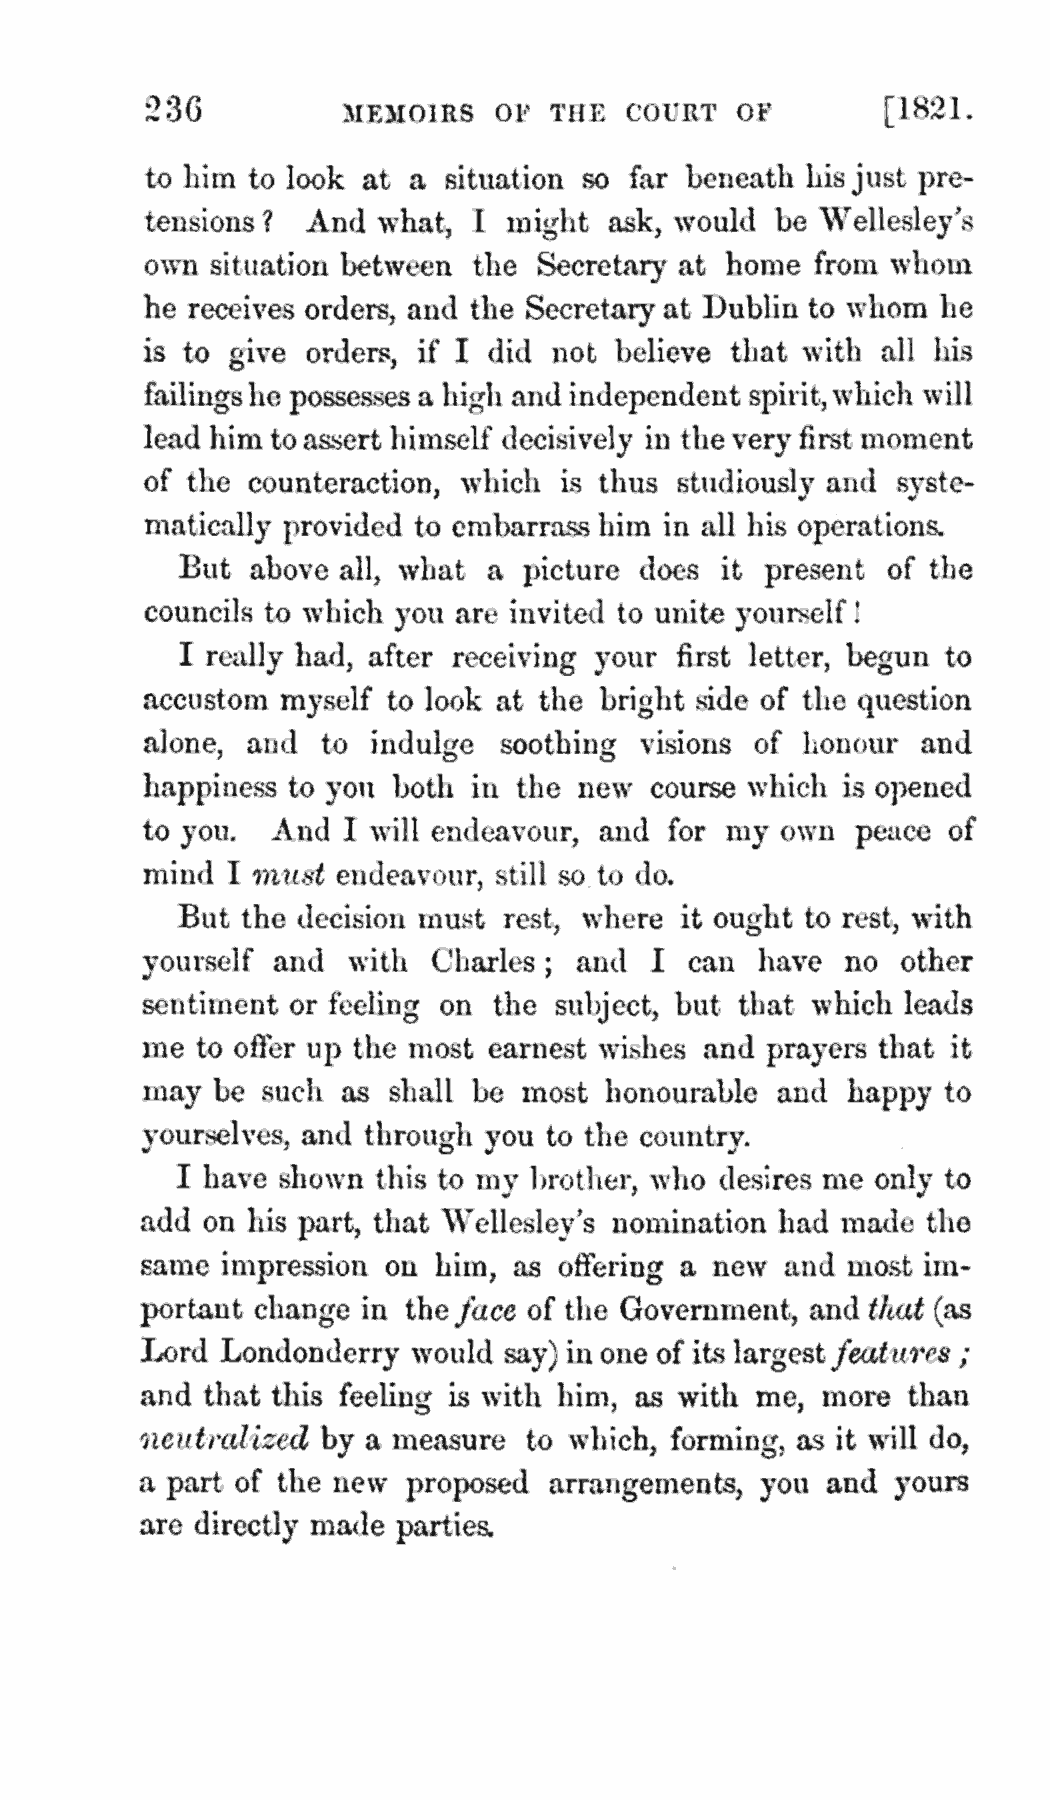 236 MEMOIRS OF THE COURT OF [1821.
to him to look at a situation so far beneath his just pre-
tensions? And what, I might ask, would be Wellesley's
own situation between the Secretary at home from whom
he receives orders, and the Secretary at Dublin to whom he
is to give orders, if I did not believe that with all his
failings he possesses a high and independent spirit, which will
lead him to assert himself decisively in the very first moment
of the counteraction, which is thus studiously and syste-
matically provided to embarrass him in all his operations.
But above all, what a picture does it present of the
councils to which you are invited to unite yourself!
I really had, after receiving your first letter, begun to
accustom myself to look at the bright side of the question
alone, and to indulge soothing visions of honour and
happiness to you both in the new course which is opened
to you. And I will endeavour, and for my own peace of
mind I must endeavour, still so to do.
But the decision must rest, where it ought to rest, with
yourself and with Charles; and I can have no other
sentiment or feeling on the subject, but that which leads
me to offer up the most earnest wishes and prayers that it
may be such as shall be most honourable and happy to
yourselves, and through you to the country.
I have shown this to my brother, who desires me only to
add on his part, that Wellesley's nomination had made the
same impression on him, as offering a new and most im-
portant change in the face of the Government, and that (as
Lord Londonderry would say) in one of its largest features;
and that this feeling is with him, as with me, more than
neutralized by a measure to which, forming, as it will do,
a part of the new proposed arrangements, you and yours
are directly made parties.